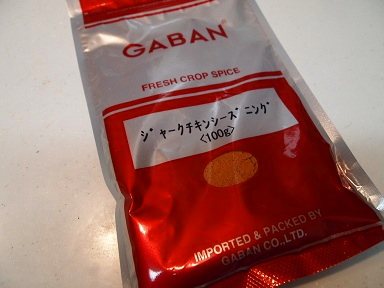 GABAN
FRESH CROP SPICE
ジャークチキンシーズニング
<100g>
IMPORTED & PACKED BY
GABAN CO.,LTD.